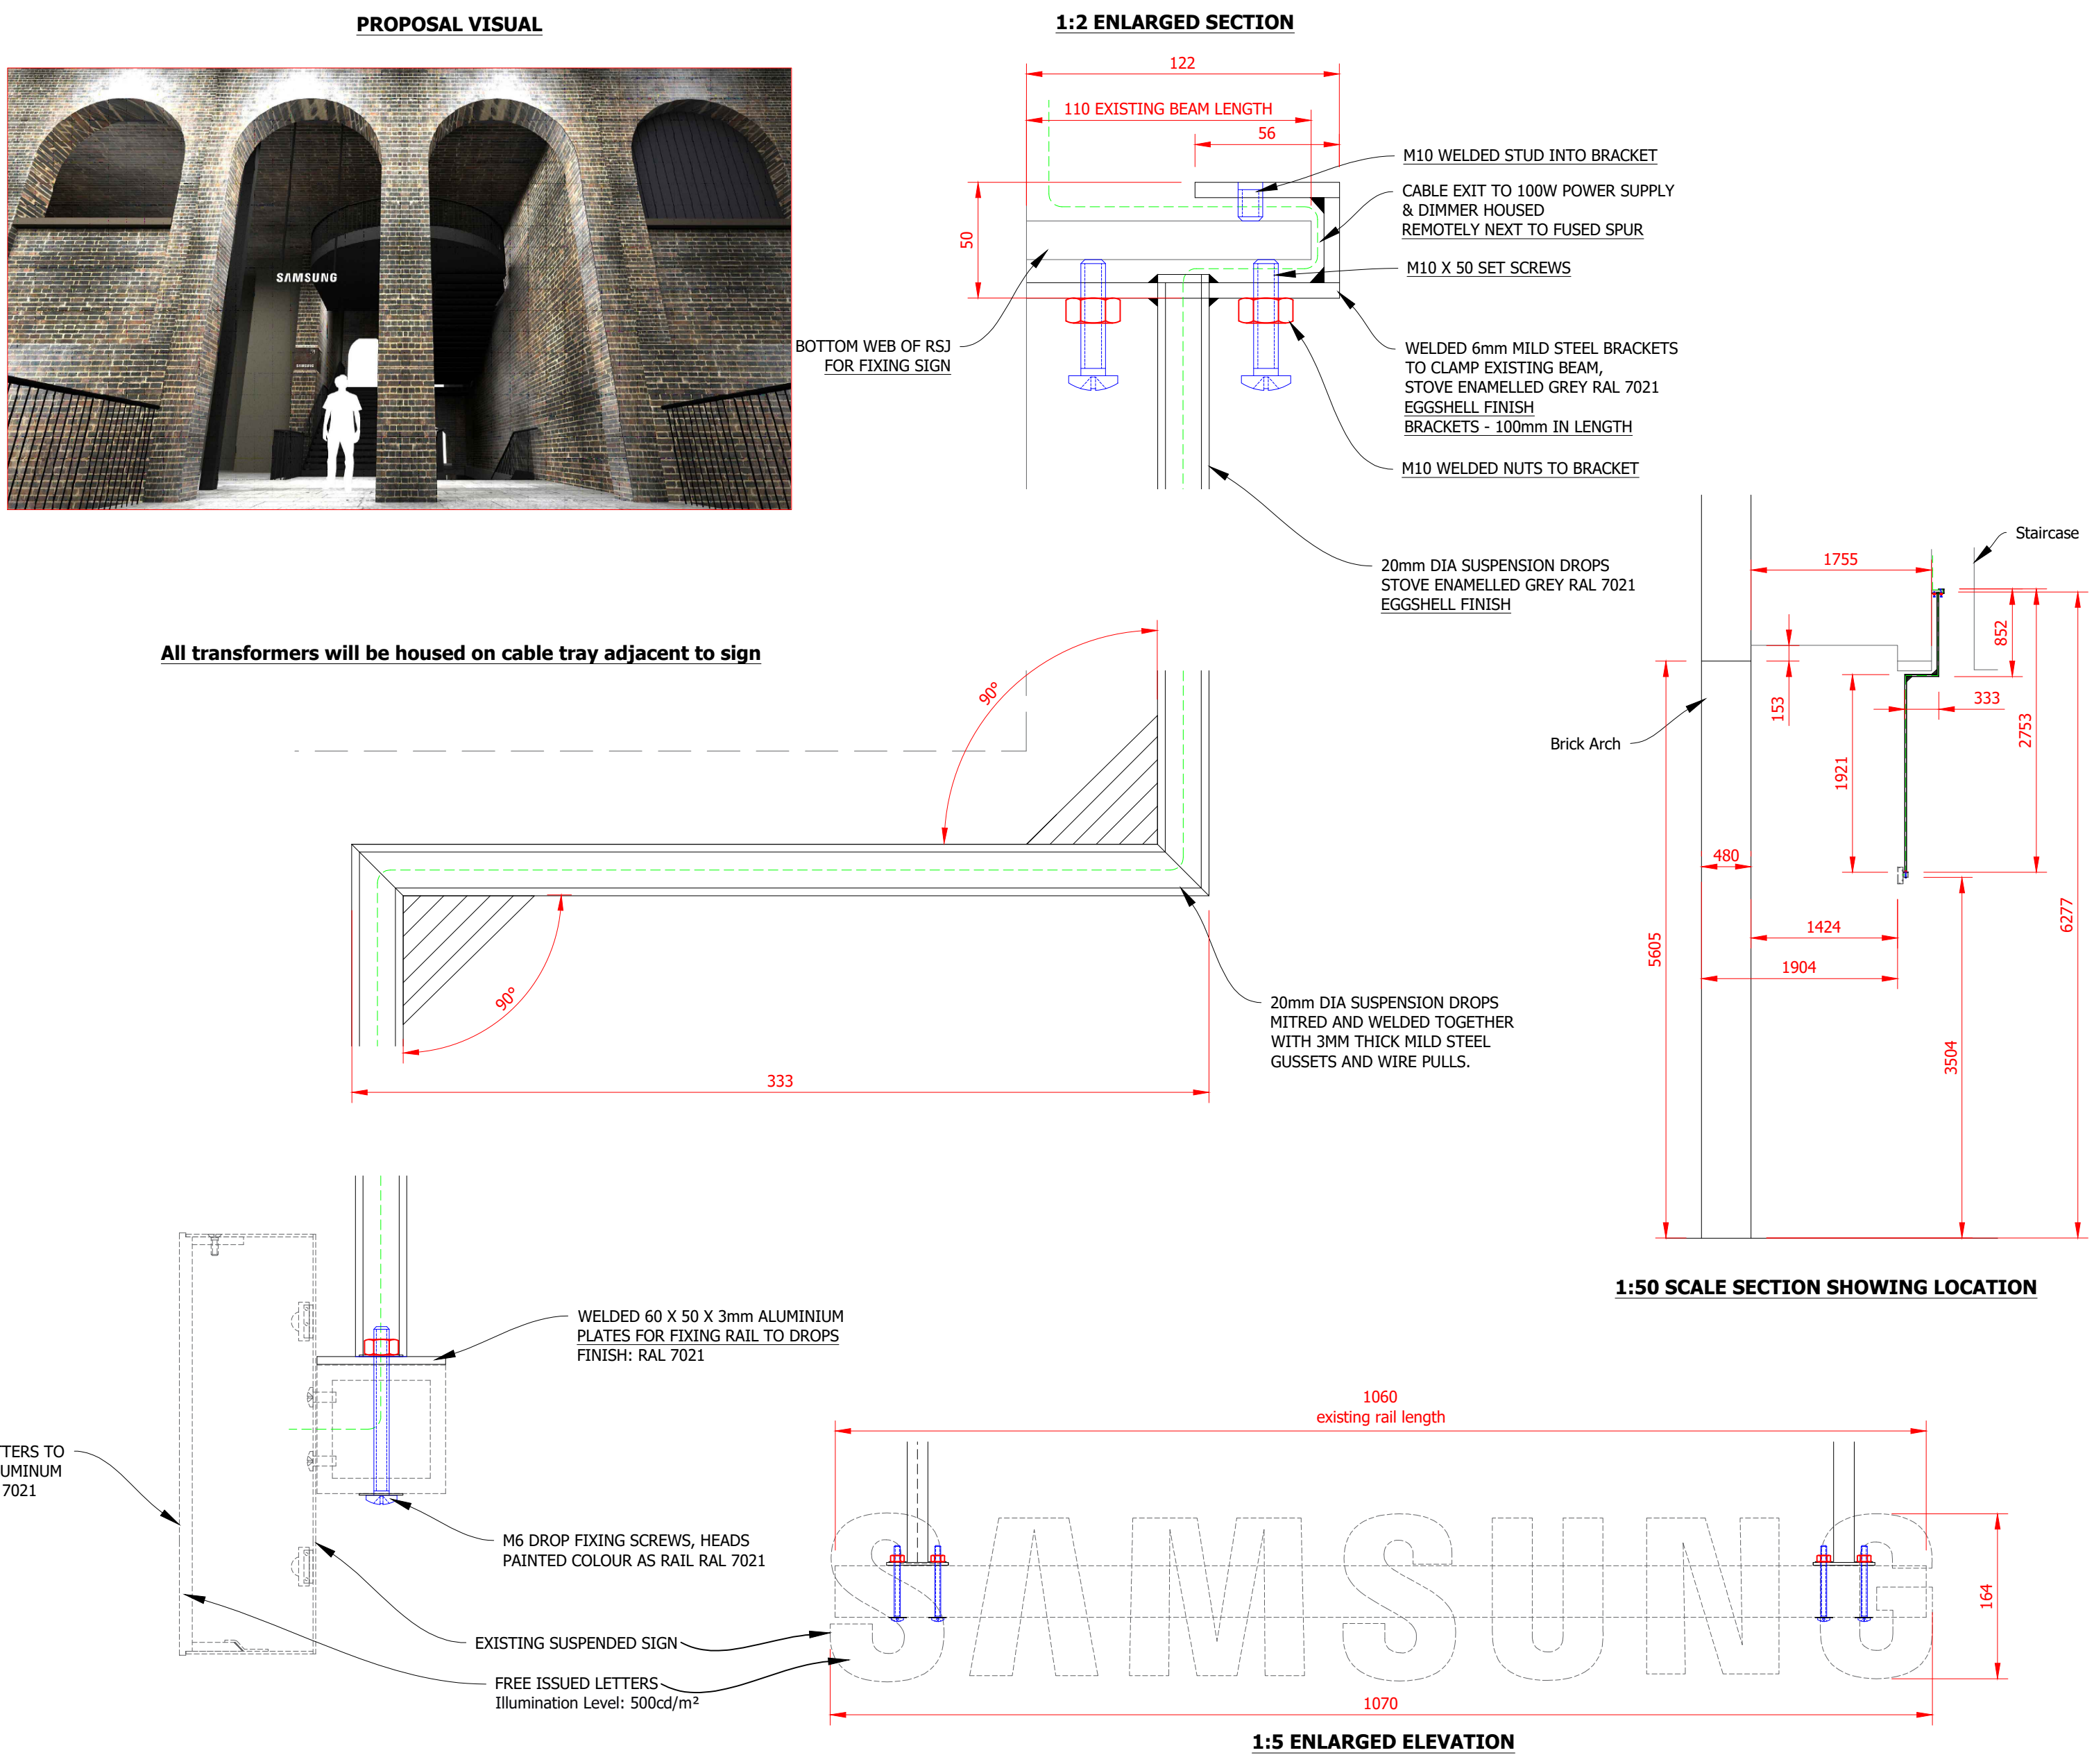 PROPOSAL VISUAL
SAMSUNG
1:2 ENLARGED SECTION
122
110 EXISTING BEAM LENGTH
56
50
M10 WELDED STUD INTO BRACKET
CABLE EXIT TO 100W POWER SUPPLY
& DIMMER HOUSED
REMOTELY NEXT TO FUSED SPUR
M10 X 50 SET SCREWS
BOTTOM WEB OF RSJ
FOR FIXING SIGN
WELDED 6mm MILD STEEL BRACKETS
TO CLAMP EXISTING BEAM,
STOVE ENAMELLED GREY RAL 7021
EGGSHELL FINISH
BRACKETS - 100mm IN LENGTH
M10 WELDED NUTS TO BRACKET
20mm DIA SUSPENSION DROPS
STOVE ENAMELLED GREY RAL 7021
EGGSHELL FINISH
All transformers will be housed on cable tray adjacent to sign
90°
90°
333
20mm DIA SUSPENSION DROPS
MITRED AND WELDED TOGETHER
WITH 3MM THICK MILD STEEL
GUSSETS AND WIRE PULLS.
Staircase
1755
852
153
333
2753
Brick Arch
1921
480
6277
1424
5605
1904
3504
1:50 SCALE SECTION SHOWING LOCATION
WELDED 60 X 50 X 3mm ALUMINIUM
PLATES FOR FIXING RAIL TO DROPS
FINISH: RAL 7021
TTERS TO
UMINUM
7021
M6 DROP FIXING SCREWS, HEADS
PAINTED COLOUR AS RAIL RAL 7021
EXISTING SUSPENDED SIGN
FREE ISSUED LETTERS
Illumination Level: 500cd/m²
1060
existing rail length
SAMSUNG
164
1070
1:5 ENLARGED ELEVATION